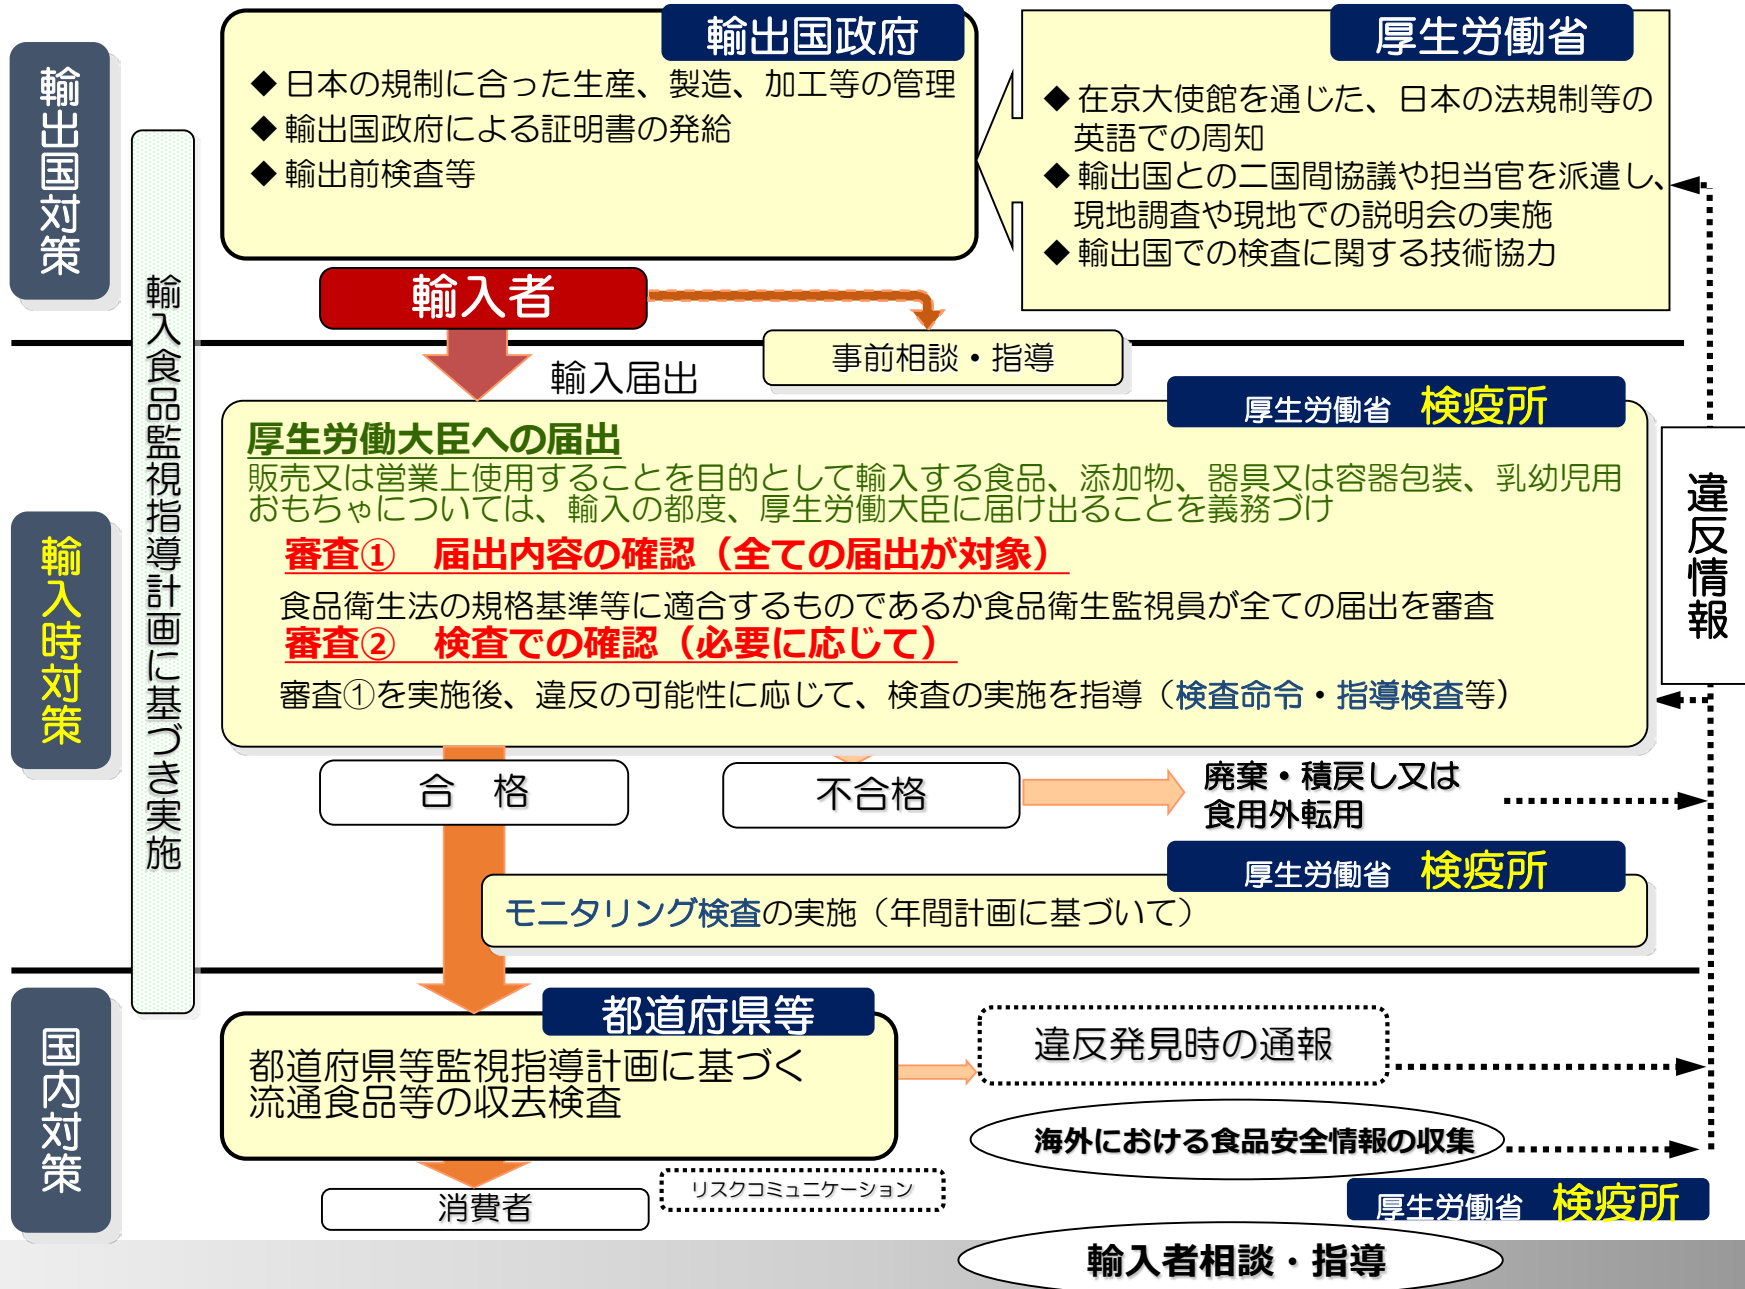 輸出国対策
輸出国政府
◆ 日本の規制に合った生産、製造、加工等の管理
◆ 輸出国政府による証明書の発給
◆ 輸出前検査等
厚生労働省
◆ 在京大使館を通じた、日本の法規制等の
英語での周知
◆ 輸出国との二国間協議や担当官を派遣し、
現地調査や現地での説明会の実施
◆ 輸出国での検査に関する技術協力
輸入食品監視指導計画に基づき実施
輸入者
事前相談・指導
輸入届出
輸入時対策
厚生労働省 検疫所
厚生労働大臣への届出
販売又は営業上使用することを目的として輸入する食品、添加物、器具又は容器包装、乳幼児用
おもちゃについては、輸入の都度、厚生労働大臣に届け出ることを義務づけ
審査① 届出内容の確認（全ての届出が対象）
食品衛生法の規格基準等に適合するものであるか食品衛生監視員が全ての届出を審査
審査② 検査での確認（必要に応じて）
審査①を実施後、違反の可能性に応じて、検査の実施を指導（検査命令・指導検査等）
違反情報
合　格
不合格
廃棄・積戻し又は
食用外転用
厚生労働省 検疫所
モニタリング検査の実施（年間計画に基づいて）
国内対策
都道府県等
都道府県等監視指導計画に基づく
流通食品等の収去検査
違反発見時の通報
海外における食品安全情報の収集
リスクコミュニケーション
消費者
厚生労働省 検疫所
輸入者相談・指導